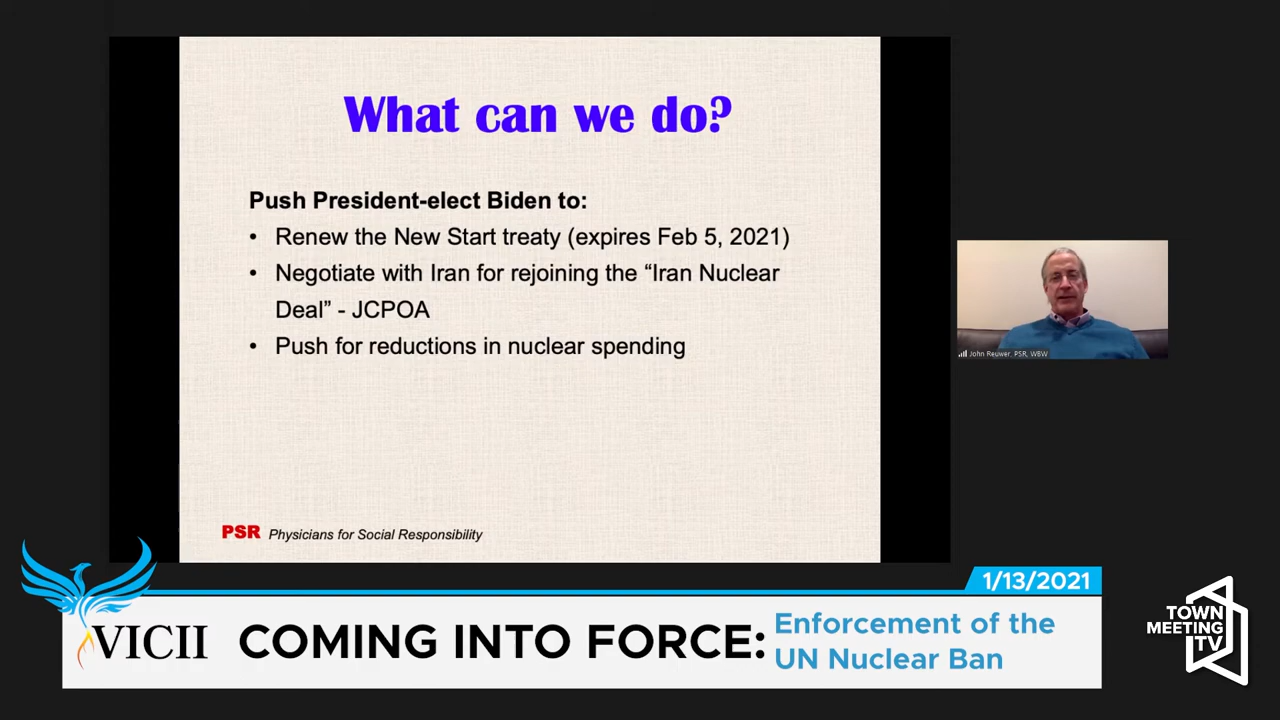 What can we do?
Push President-elect Biden to:
• Renew the New Start treaty (expires Feb 5, 2021)
• Negotiate with Iran for rejoining the “Iran Nuclear
Deal” - JCPOA
• Push for reductions in nuclear spending
PSR Physicians for Social Responsibility
John Reuwer, PSR, WBW
1/13/2021
VICII
COMING INTO FORCE:
Enforcement of the
UN Nuclear Ban
TOWN
MEETING
TV